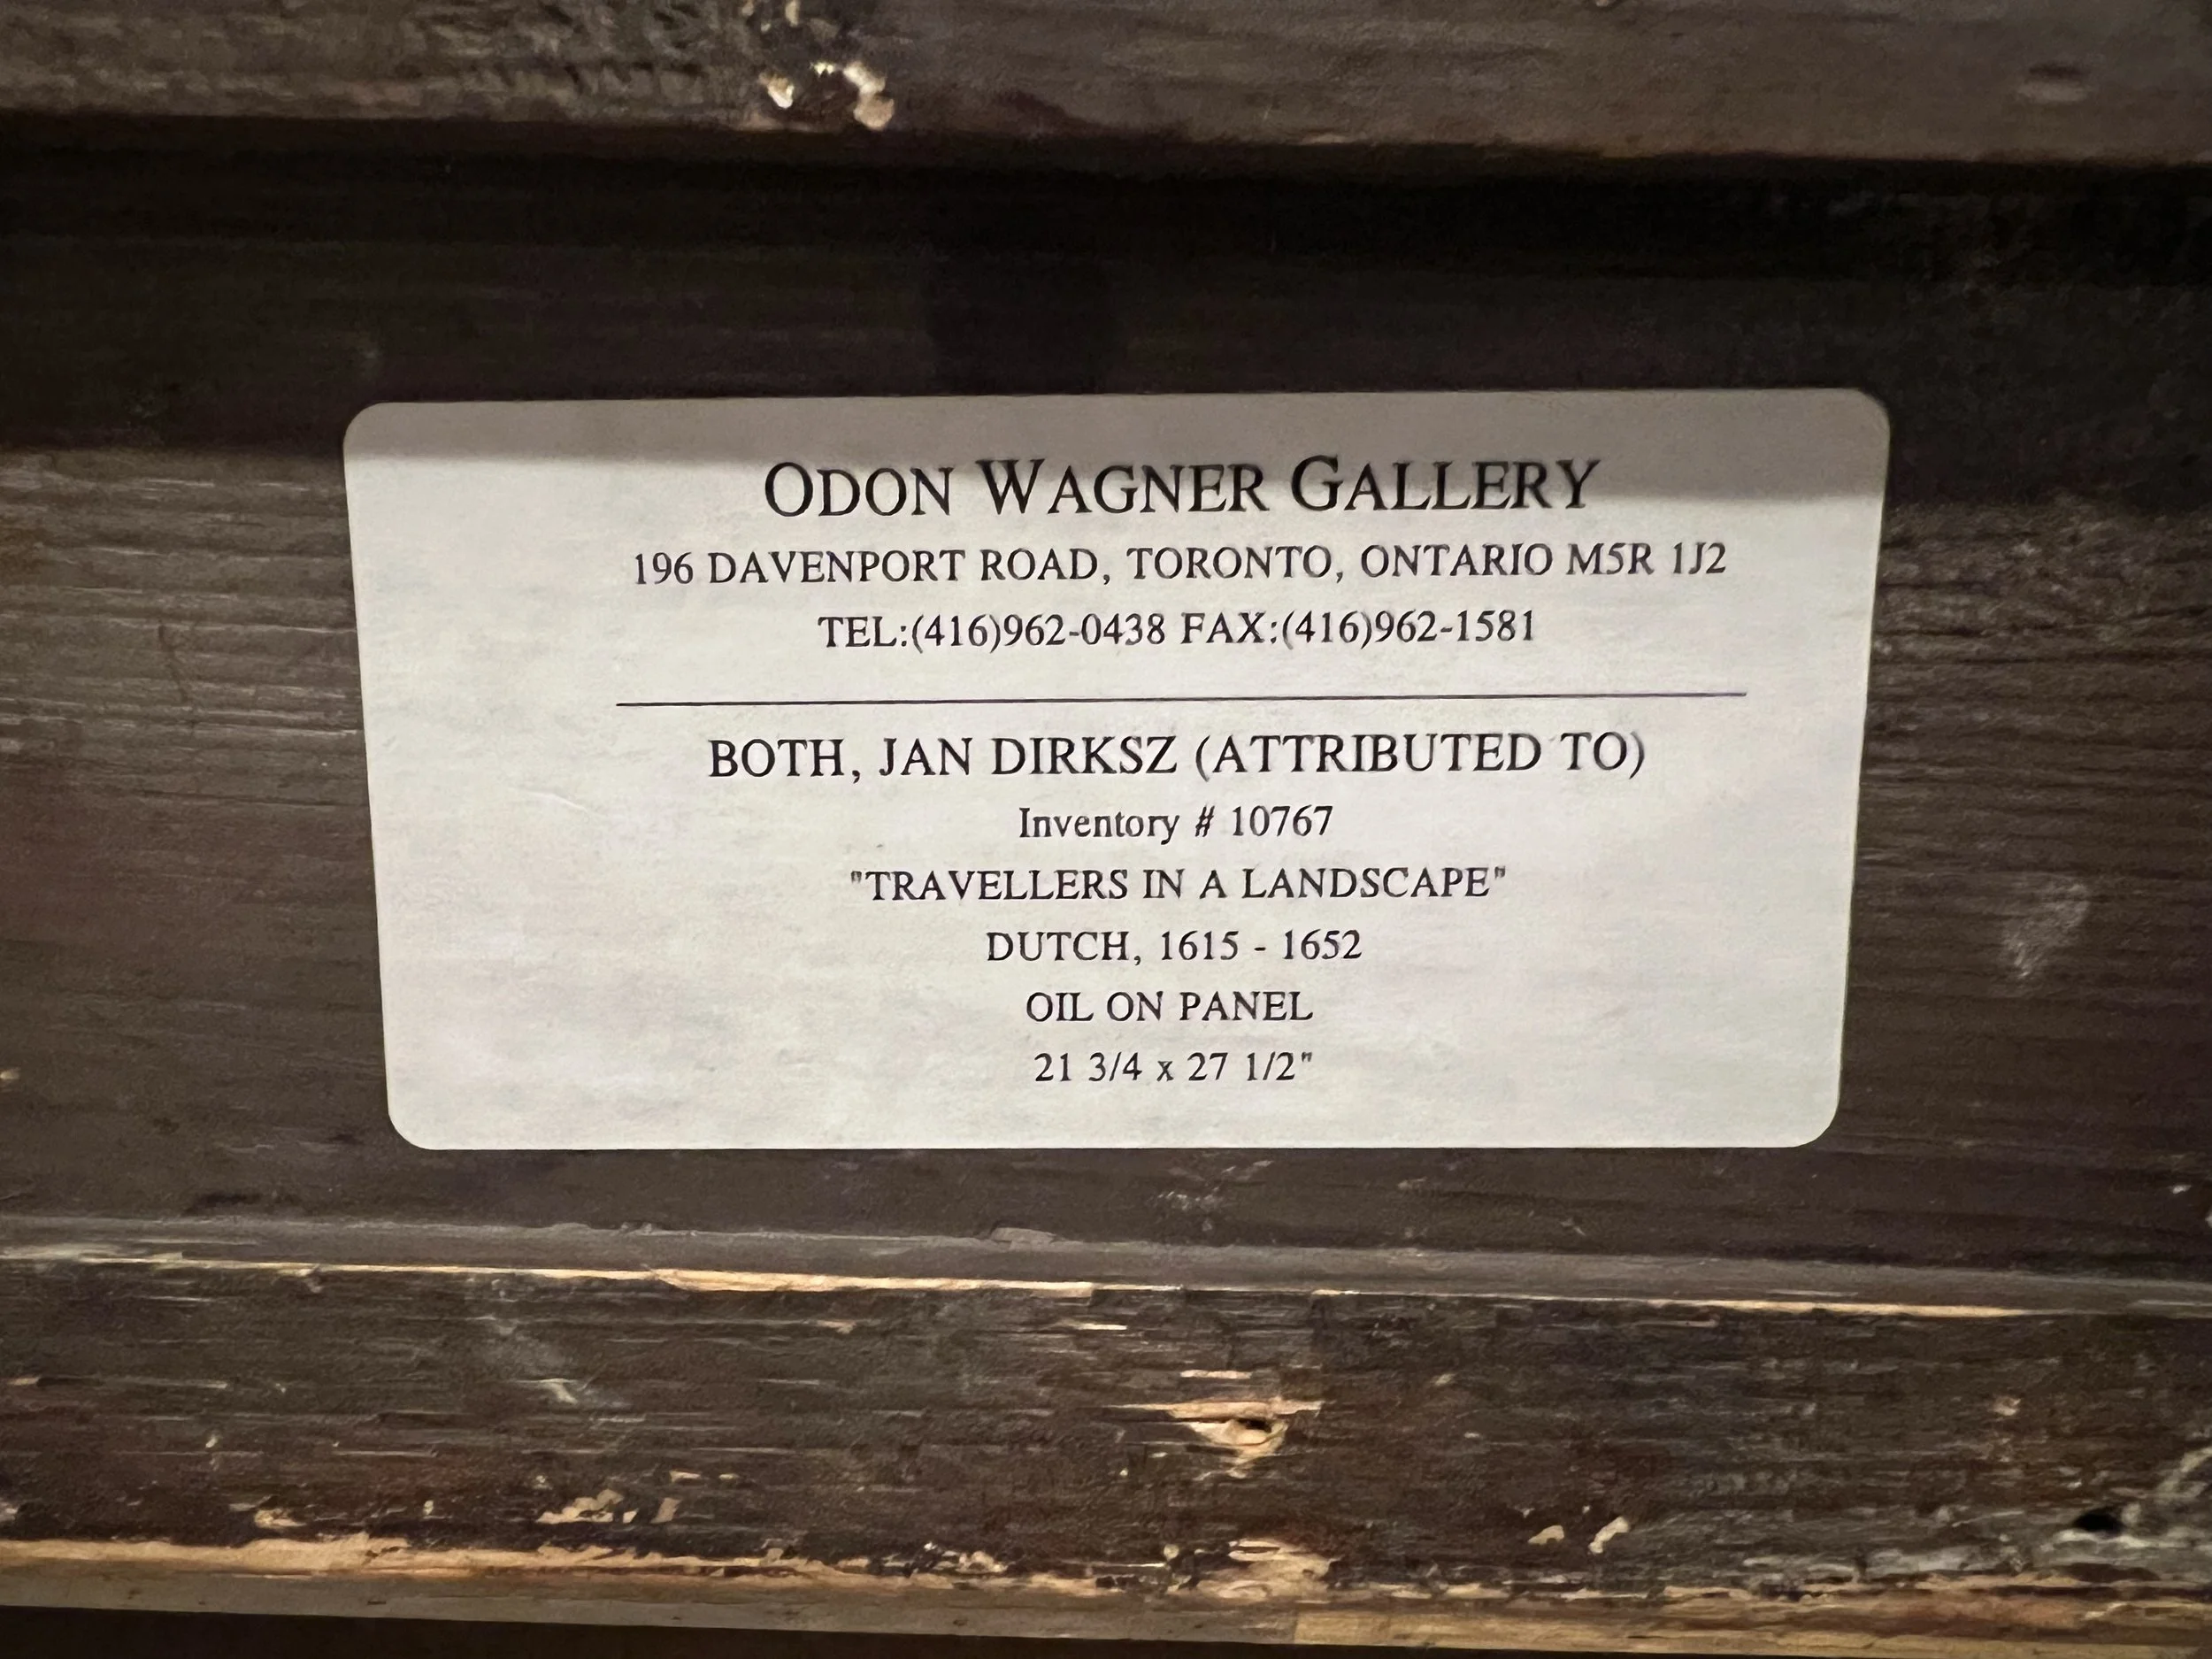 ODON WAGNER GALLERY
196 DAVENPORT ROAD, TORONTO, ONTARIO M5R 1J2
TEL:(416)962-0438 FAX:(416)962-1581
BOTH, JAN DIRKSZ (ATTRIBUTED TO)
Inventory # 10767
"TRAVELLERS IN A LANDSCAPE"
DUTCH, 1615 - 1652
OIL ON PANEL
21 3/4 x 27 1/2"